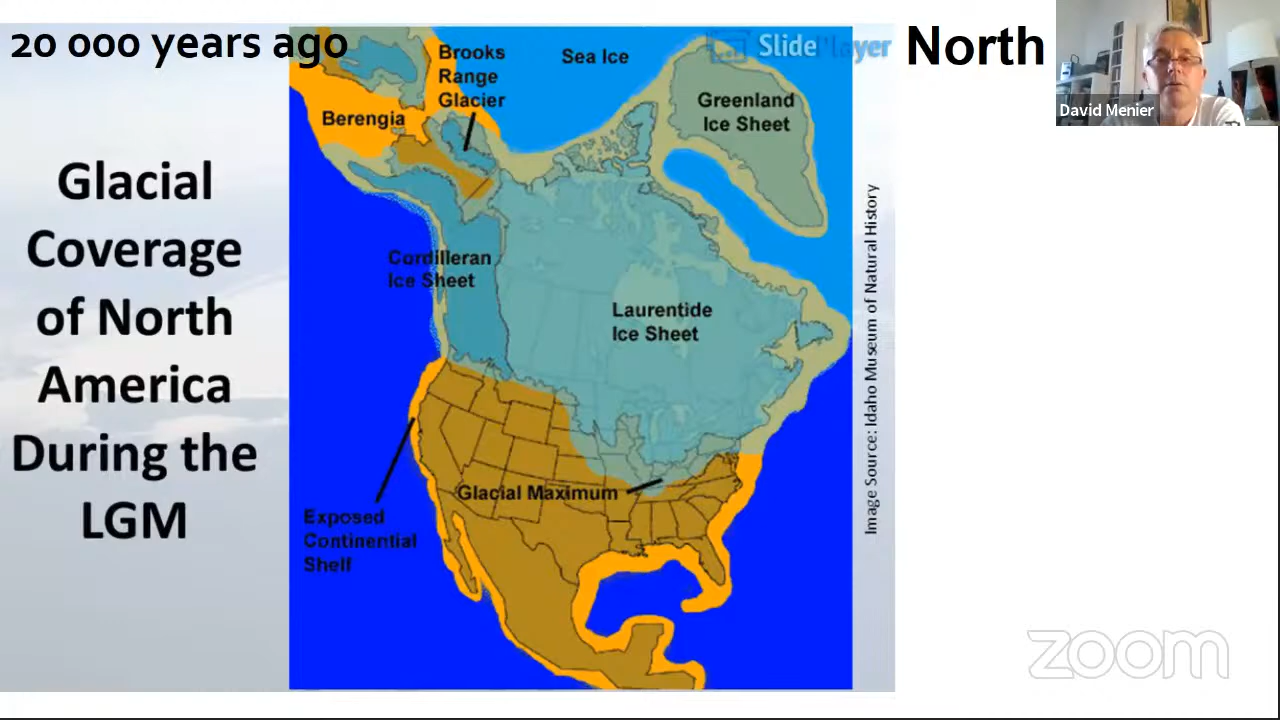 20 000 years ago
North
David Menier
Glacial
Coverage
of North
America
During the
LGM
Brooks
Range
Glacier
Sea Ice
SlidePlayer
Greenland
Ice Sheet
Berengia
Cordilleran
Ice Sheet
Laurentide
Ice Sheet
Glacial Maximum
Exposed
Continental
Shelf
Image Source: Idaho Museum of Natural History
zoom